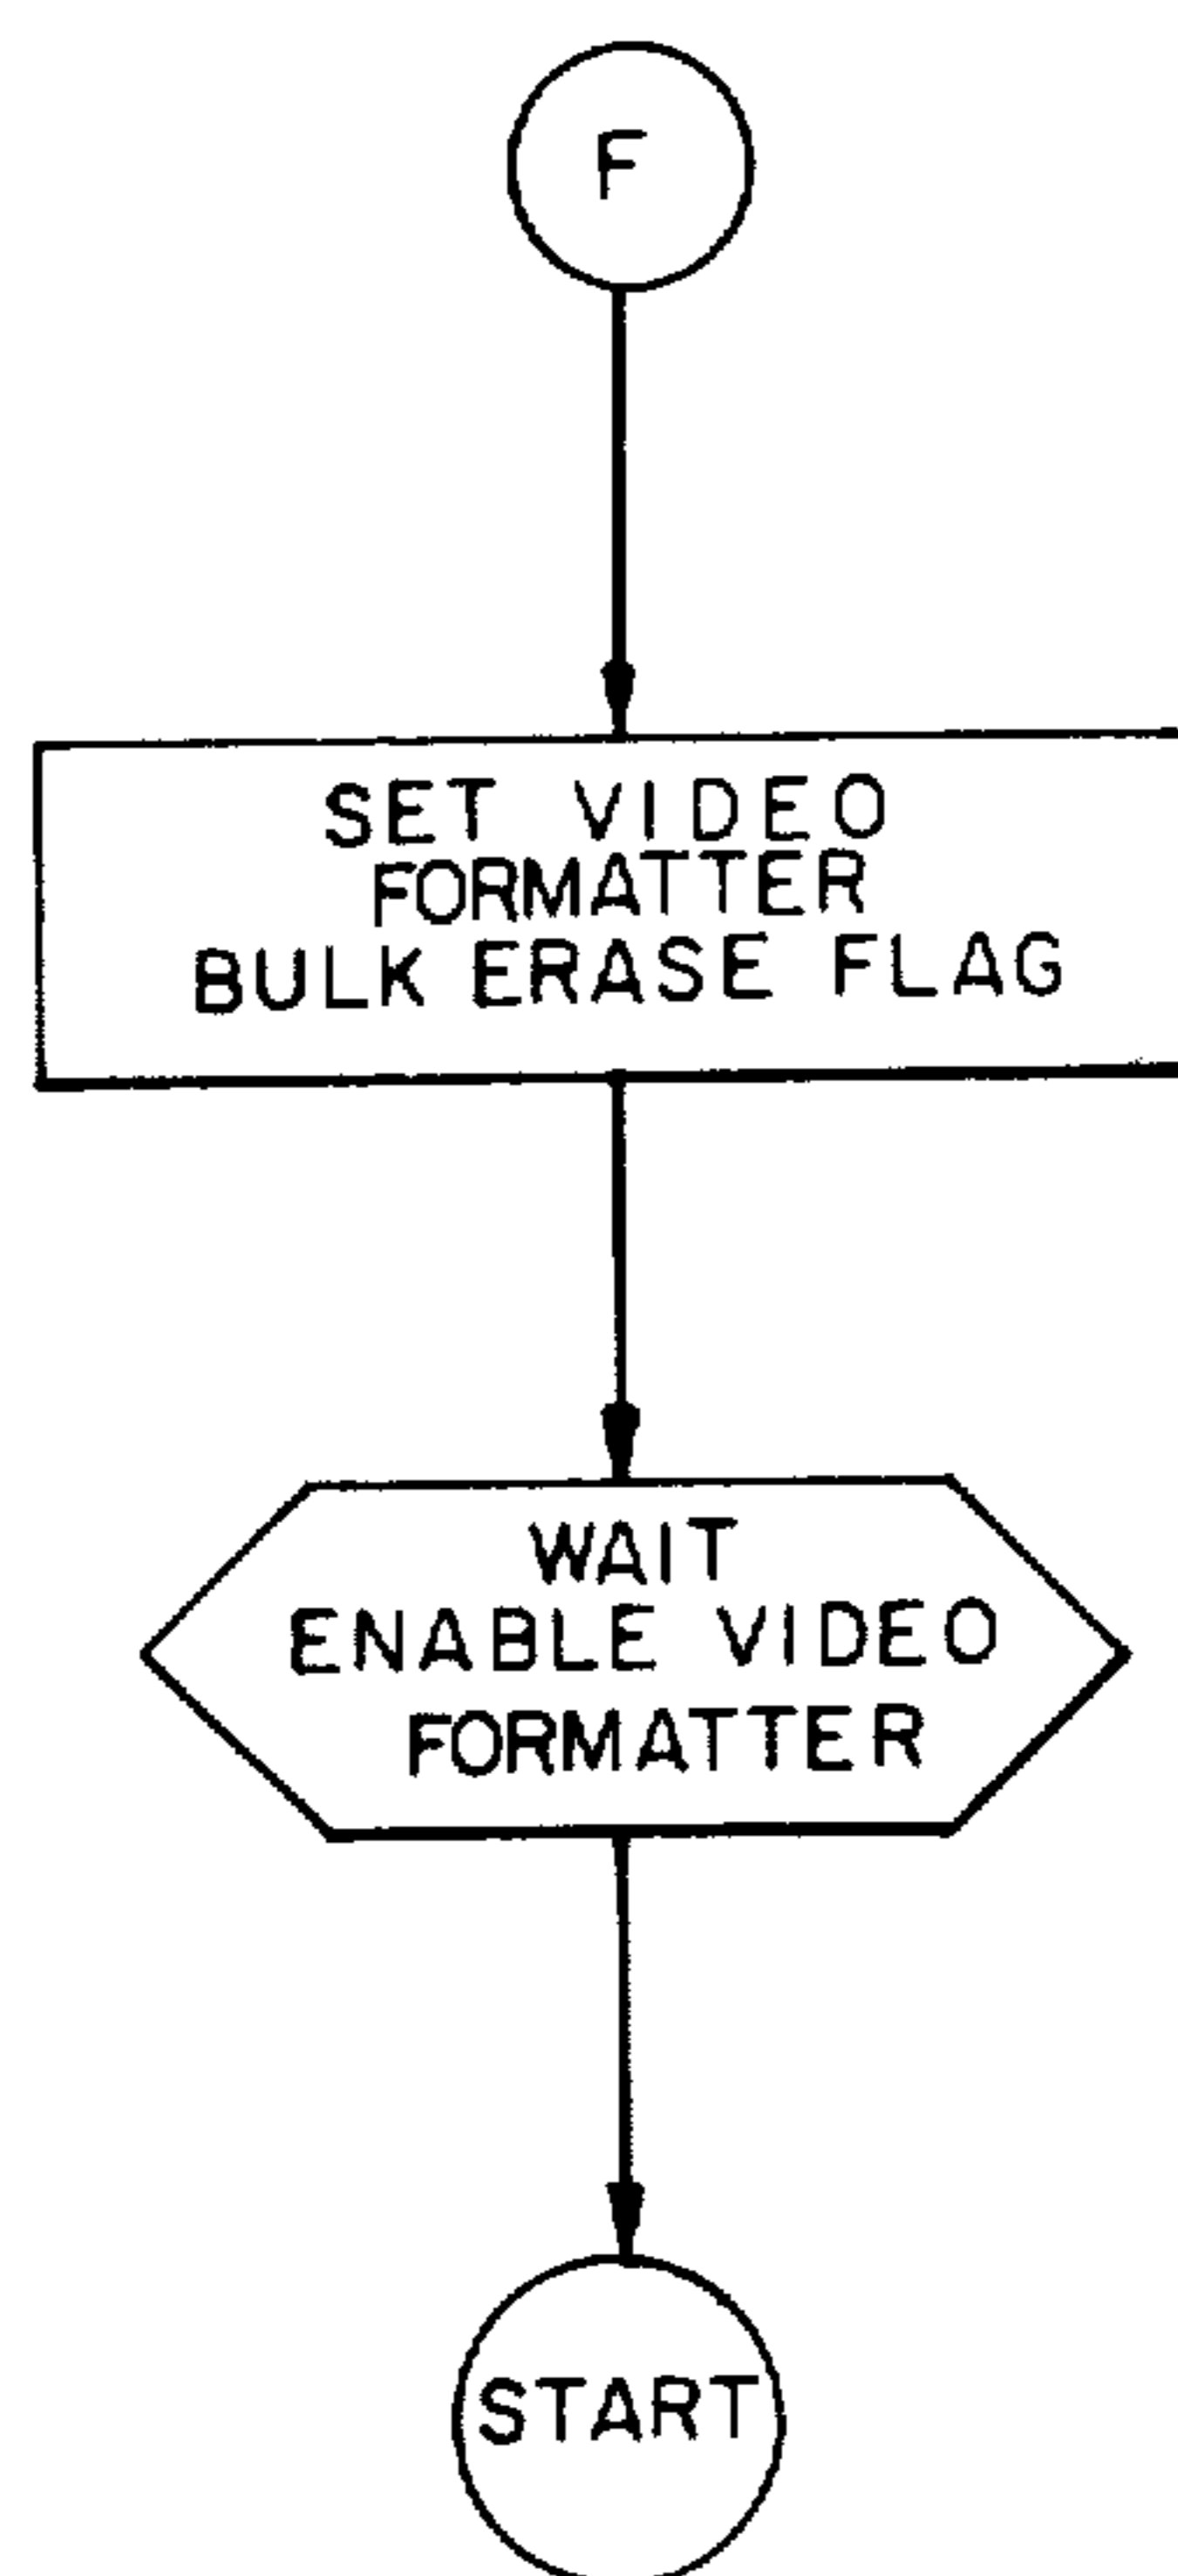 F
SET VIDEO
FORMATTER
BULK ERASE FLAG
WAIT
ENABLE VIDEO
FORMATTER
START